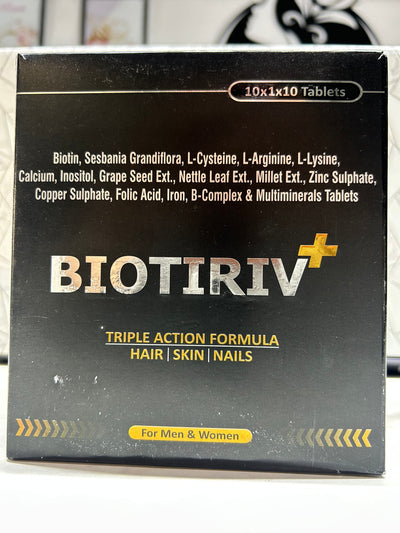 10x1x10 Tablets
Biotin, Sesbania Grandiflora, L-Cysteine, L-Arginine, L-Lysine,
Calcium, Inositol, Grape Seed Ext., Nettle Leaf Ext., Millet Ext., Zinc Sulphate,
Copper Sulphate, Folic Acid, Iron, B-Complex & Multiminerals Tablets
BIOTIRIV+
TRIPLE ACTION FORMULA
HAIR | SKIN | NAILS
For Men & Women